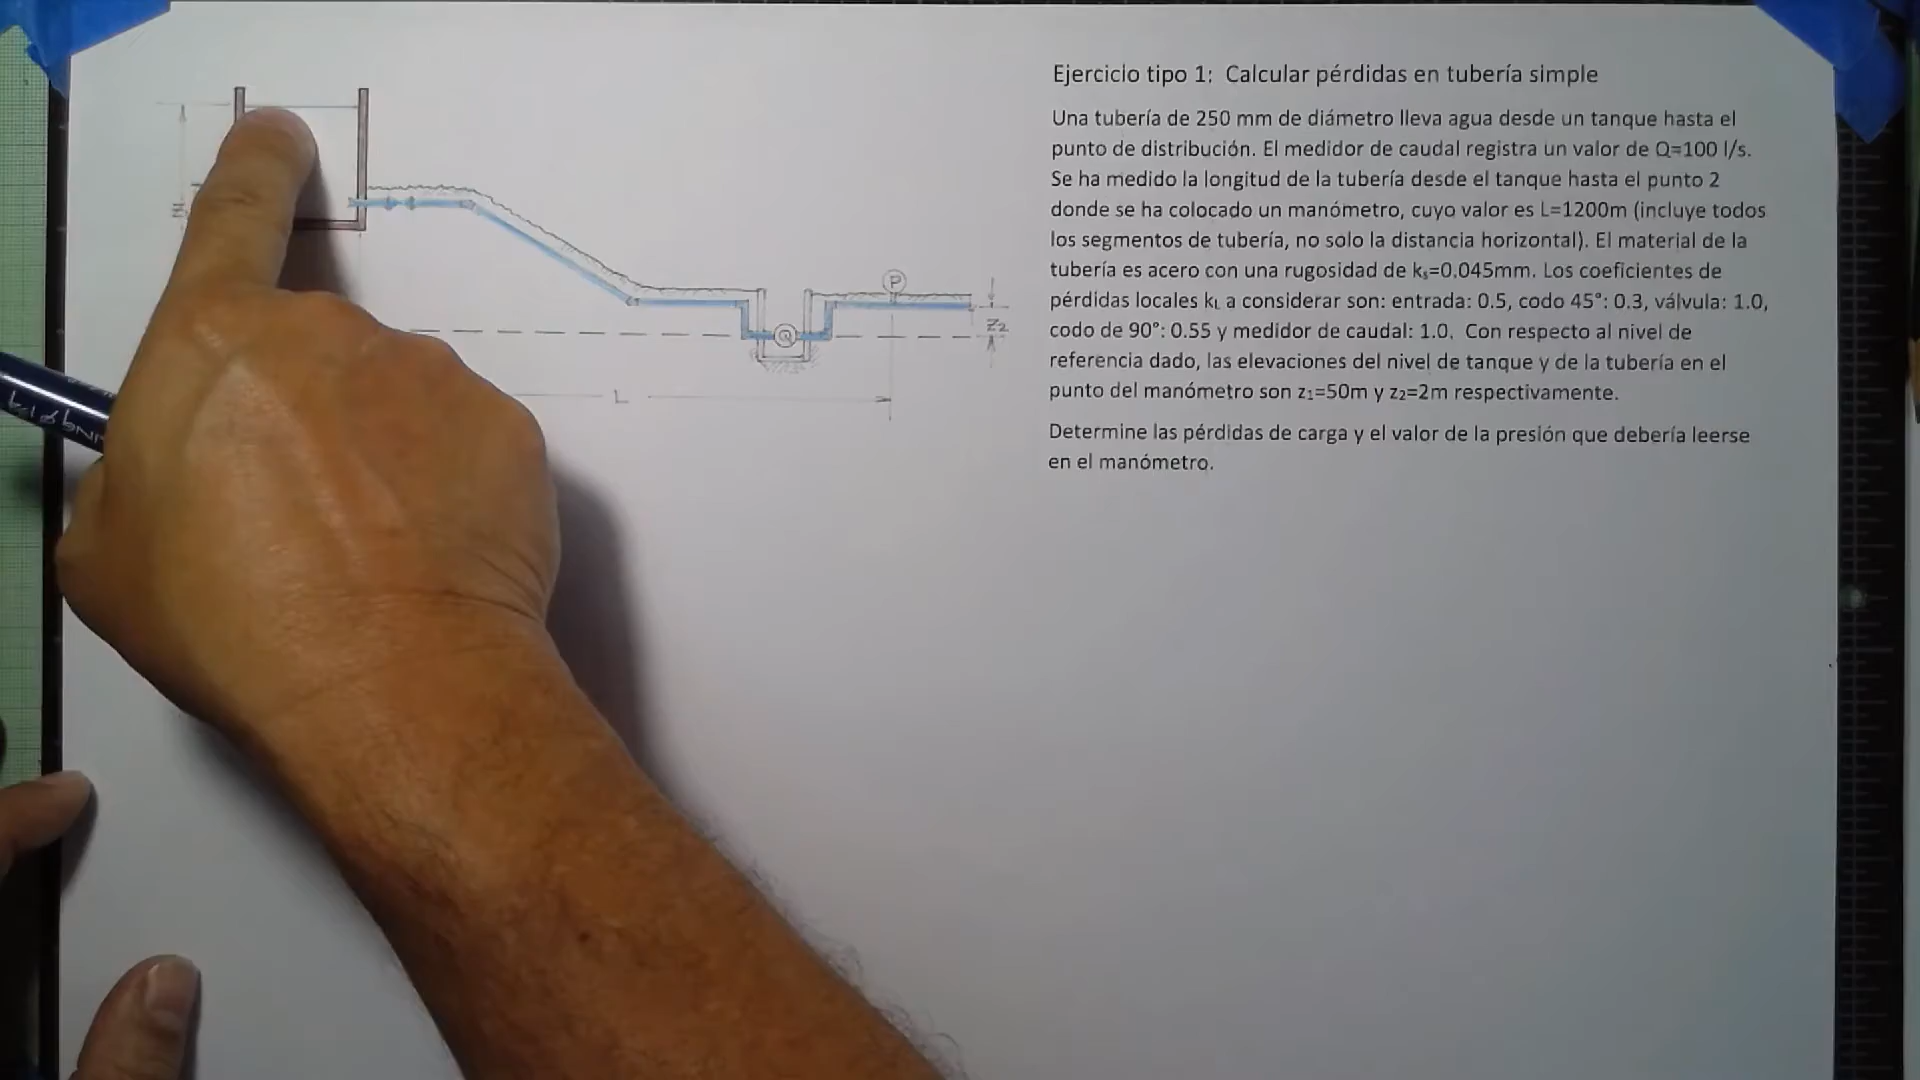 Ejercicio tipo 1: Calcular pérdidas en tubería simple
Una tubería de 250 mm de diámetro lleva agua desde un tanque hasta el
punto de distribución. El medidor de caudal registra un valor de Q=100 l/s.
Se ha medido la longitud de la tubería desde el tanque hasta el punto 2
donde se ha colocado un manómetro, cuyo valor es L=1200m (incluye todos
los segmentos de tubería, no solo la distancia horizontal). El material de la
tubería es acero con una rugosidad de ks=0.045mm. Los coeficientes de
pérdidas locales kL a considerar son: entrada: 0.5, codo 45°: 0.3, válvula: 1.0,
codo de 90°: 0.55 y medidor de caudal: 1.0. Con respecto al nivel de
referencia dado, las elevaciones del nivel de tanque y de la tubería en el
punto del manómetro son z1=50m y z2=2m respectivamente.
Determine las pérdidas de carga y el valor de la presión que debería leerse
en el manómetro.
P
Z2
Q
L